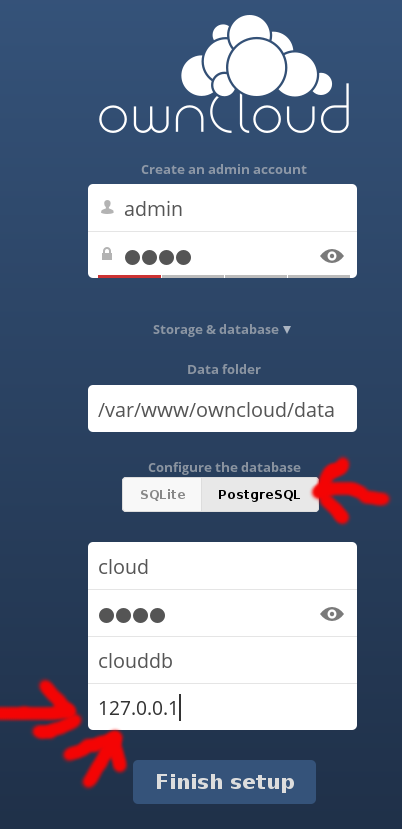 ownCloud
Create an admin account
admin
●●●●
Storage & database ▼
Data folder
/var/www/owncloud/data
Configure the database
SQLite PostgreSQL
cloud
●●●●
clouddb
127.0.0.1
Finish setup